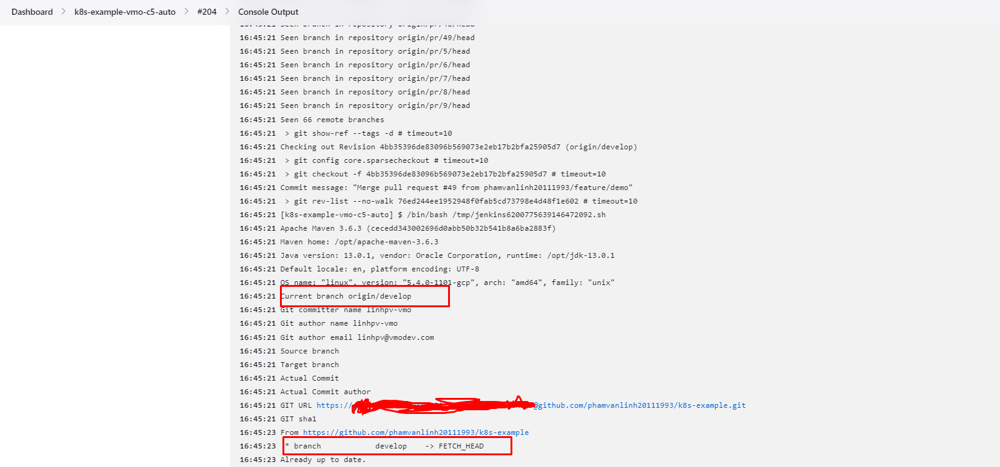 Dashboard > k8s-example-vmo-c5-auto > #204 > Console Output
16:45:21 Seen branch in repository origin/pr/48/head
16:45:21 Seen branch in repository origin/pr/49/head
16:45:21 Seen branch in repository origin/pr/5/head
16:45:21 Seen branch in repository origin/pr/6/head
16:45:21 Seen branch in repository origin/pr/7/head
16:45:21 Seen branch in repository origin/pr/8/head
16:45:21 Seen branch in repository origin/pr/9/head
16:45:21 Seen 66 remote branches
16:45:21  > git show-ref --tags -d # timeout=10
16:45:21 Checking out Revision 4bb35396de83096b569073e2eb17b2bfa25905d7 (origin/develop)
16:45:21  > git config core.sparsecheckout # timeout=10
16:45:21  > git checkout -f 4bb35396de83096b569073e2eb17b2bfa25905d7 # timeout=10
16:45:21 Commit message: "Merge pull request #49 from phamvanlinh20111993/feature/demo"
16:45:21  > git rev-list --no-walk 76ed244ee1952948f0fab5cd73798e4d48f1e602 # timeout=10
16:45:21 [k8s-example-vmo-c5-auto] $ /bin/bash /tmp/jenkins6200775639146472092.sh
16:45:21 Apache Maven 3.6.3 (cecedd343002696d0abb50b32b541b8a6ba2883f)
16:45:21 Maven home: /opt/apache-maven-3.6.3
16:45:21 Java version: 13.0.1, vendor: Oracle Corporation, runtime: /opt/jdk-13.0.1
16:45:21 Default locale: en, platform encoding: UTF-8
16:45:21 OS name: "linux", version: "5.4.0-1101-gcp", arch: "amd64", family: "unix"
16:45:21 Current branch origin/develop
16:45:21 Git committer name linhpv-vmo
16:45:21 Git author name linhpv-vmo
16:45:21 Git author email linhpv@vmodev.com
16:45:21 Source branch
16:45:21 Target branch
16:45:21 Actual Commit
16:45:21 Actual Commit author
16:45:21 GIT URL https:// @github.com/phamvanlinh20111993/k8s-example.git
16:45:21 GIT sha1
16:45:23 From https://github.com/phamvanlinh20111993/k8s-example
16:45:23  * branch            develop    -> FETCH_HEAD
16:45:23 Already up to date.